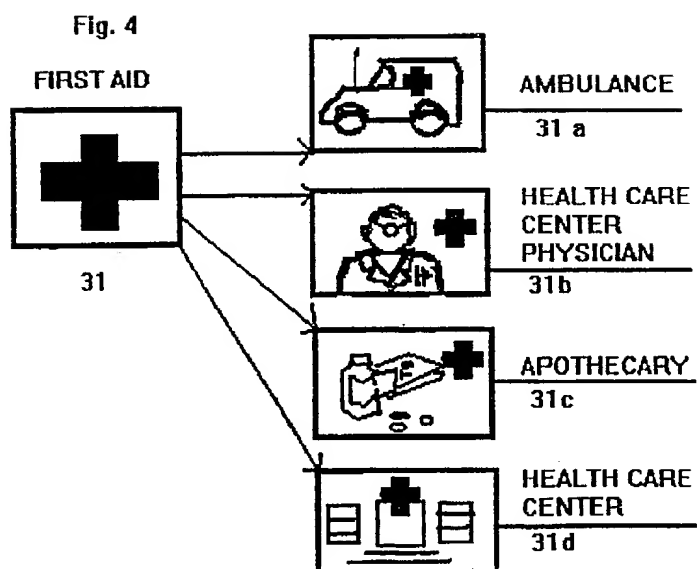 Fig. 4
FIRST AID
31
AMBULANCE
31 a
HEALTH CARE
CENTER
PHYSICIAN
31b
APOTHECARY
31c
HEALTH CARE
CENTER
31d